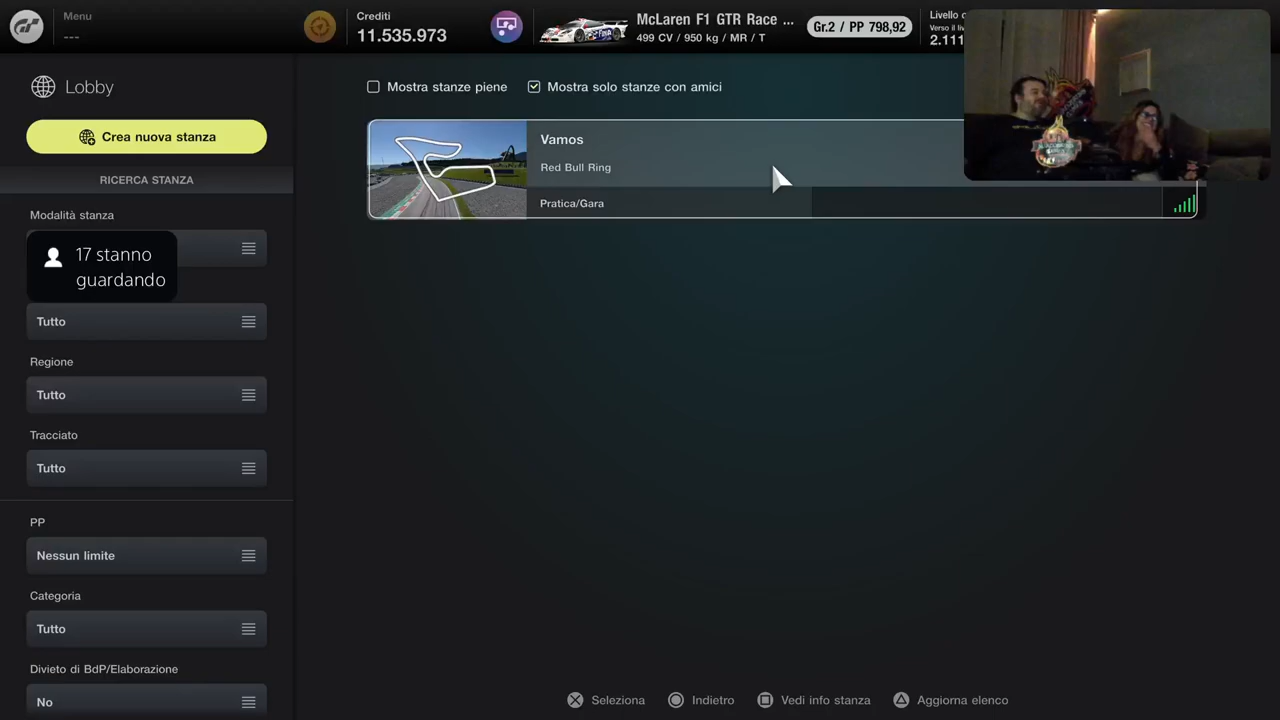 Menu
---
Crediti
11.535.973
McLaren F1 GTR Race ...
499 CV / 950 kg / MR / T
Gr.2 / PP 798,92
2.111
Lobby
Crea nuova stanza
RICERCA STANZA
Modalità stanza
17 stanno
guardando
Tutto
Regione
Tutto
Tracciato
Tutto
PP
Nessun limite
Categoria
Tutto
Divieto di BdP/Elaborazione
No
Mostra stanze piene
Mostra solo stanze con amici
Vamos
Red Bull Ring
Pratica/Gara
Seleziona
Indietro
Vedi info stanza
Aggiorna elenco